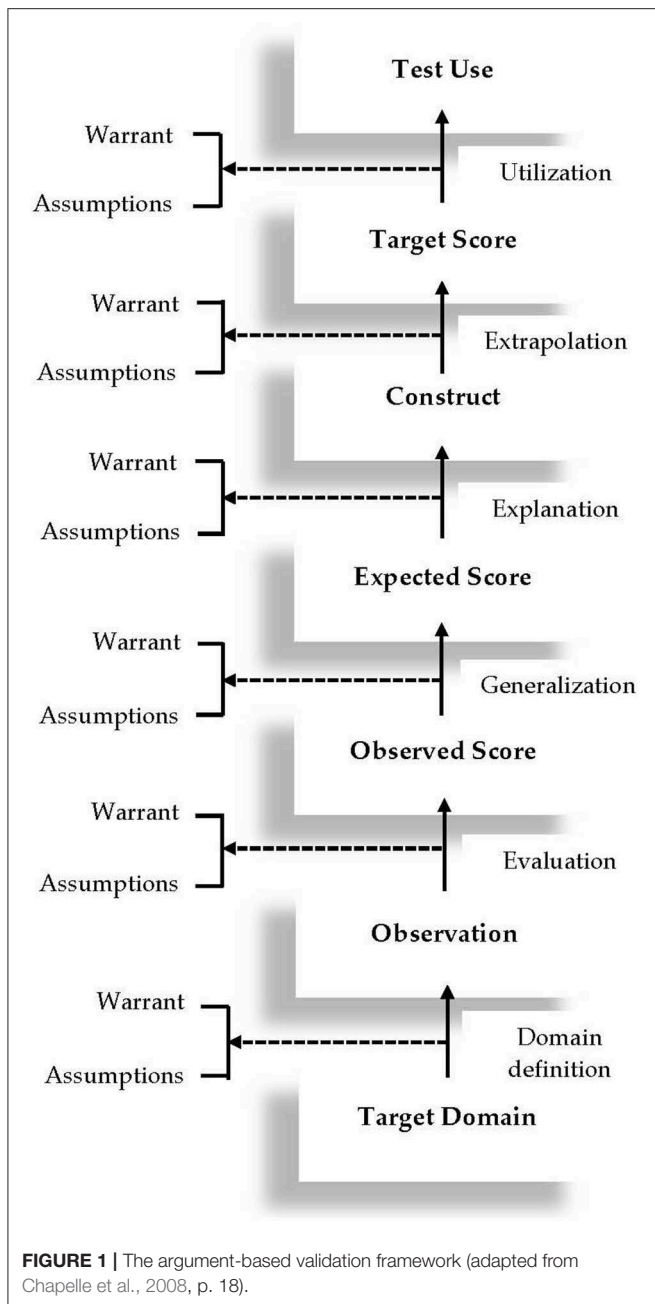 Test Use
Warrant
Utilization
Assumptions
Target Score
Warrant
Extrapolation
Assumptions
Construct
Warrant
Explanation
Assumptions
Expected Score
Warrant
Generalization
Assumptions
Observed Score
Warrant
Evaluation
Assumptions
Observation
Warrant
Domain
definition
Assumptions
Target Domain
FIGURE 1 | The argument-based validation framework (adapted from
Chapelle et al., 2008, p. 18).